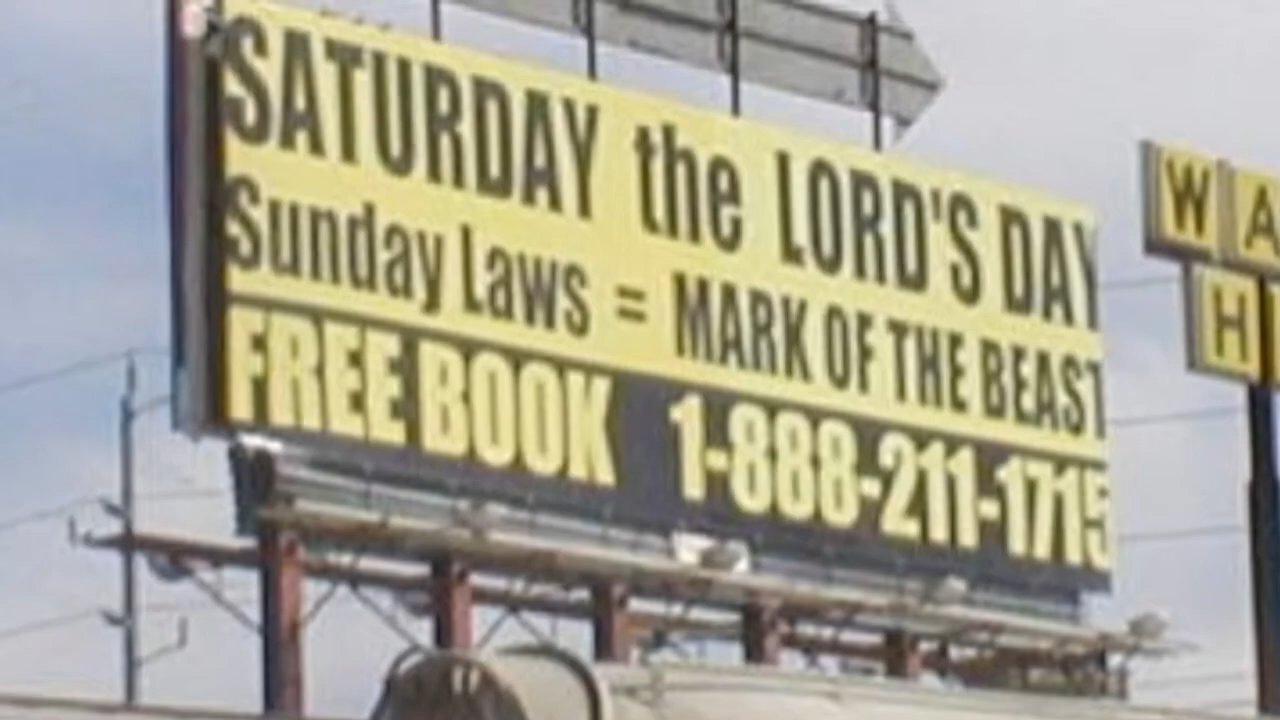 SATURDAY the LORD'S DAY
Sunday Laws = MARK OF THE BEAST
FREE BOOK 1-888-211-1715
W A
H